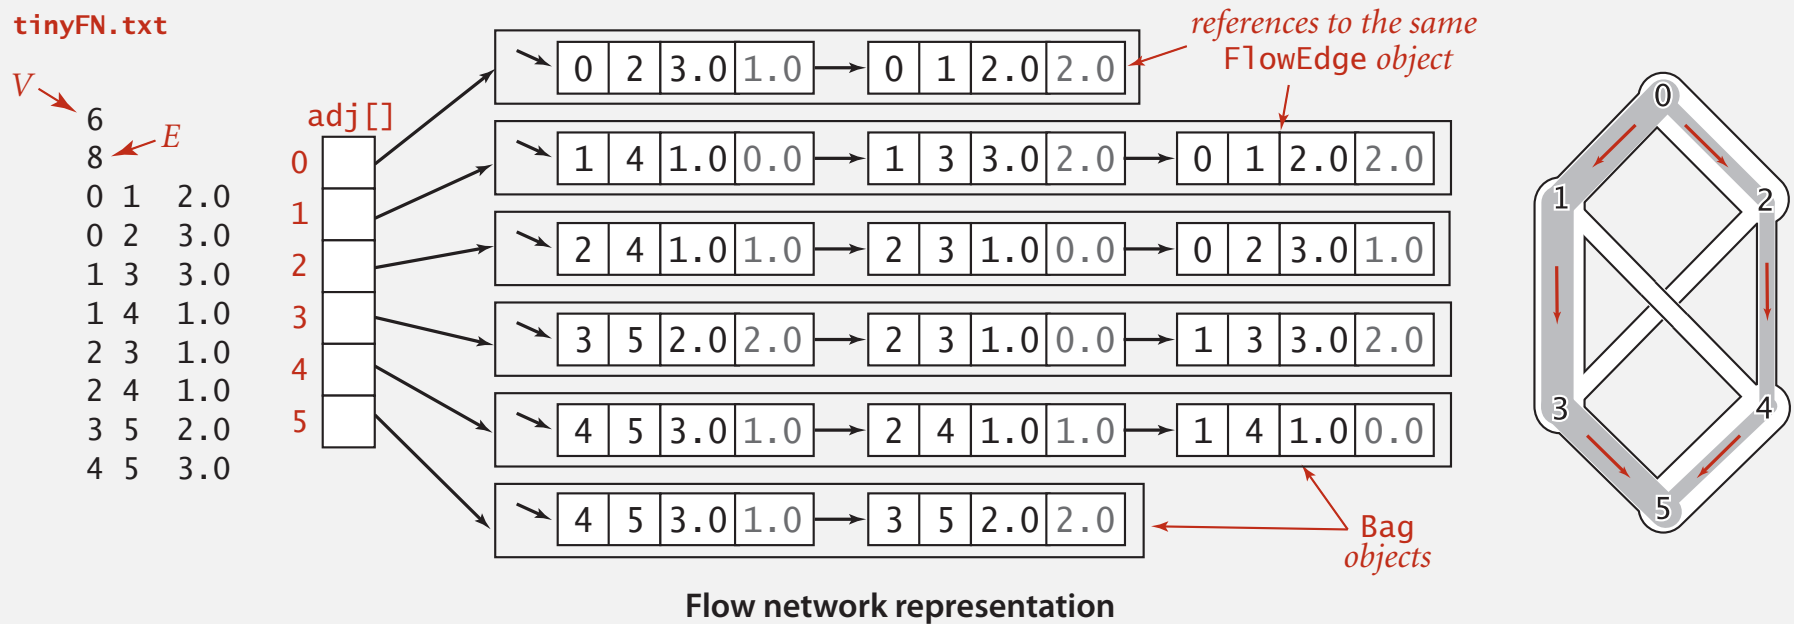 tinyFN.txt
V
6
8
E
0 1 2.0
0 2 3.0
1 3 3.0
1 4 1.0
2 3 1.0
2 4 1.0
3 5 2.0
4 5 3.0
adj[]
0
1
2
3
4
5
0 2 3.0 1.0 0 1 2.0 2.0
1 4 1.0 0.0 1 3 3.0 2.0 0 1 2.0 2.0
2 4 1.0 1.0 2 3 1.0 0.0 0 2 3.0 1.0
3 5 2.0 2.0 2 3 1.0 0.0 1 3 3.0 2.0
4 5 3.0 1.0 2 4 1.0 1.0 1 4 1.0 0.0
4 5 3.0 1.0 3 5 2.0 2.0
references to the same
FlowEdge object
Bag
objects
0
1 2
3 4
5
Flow network representation